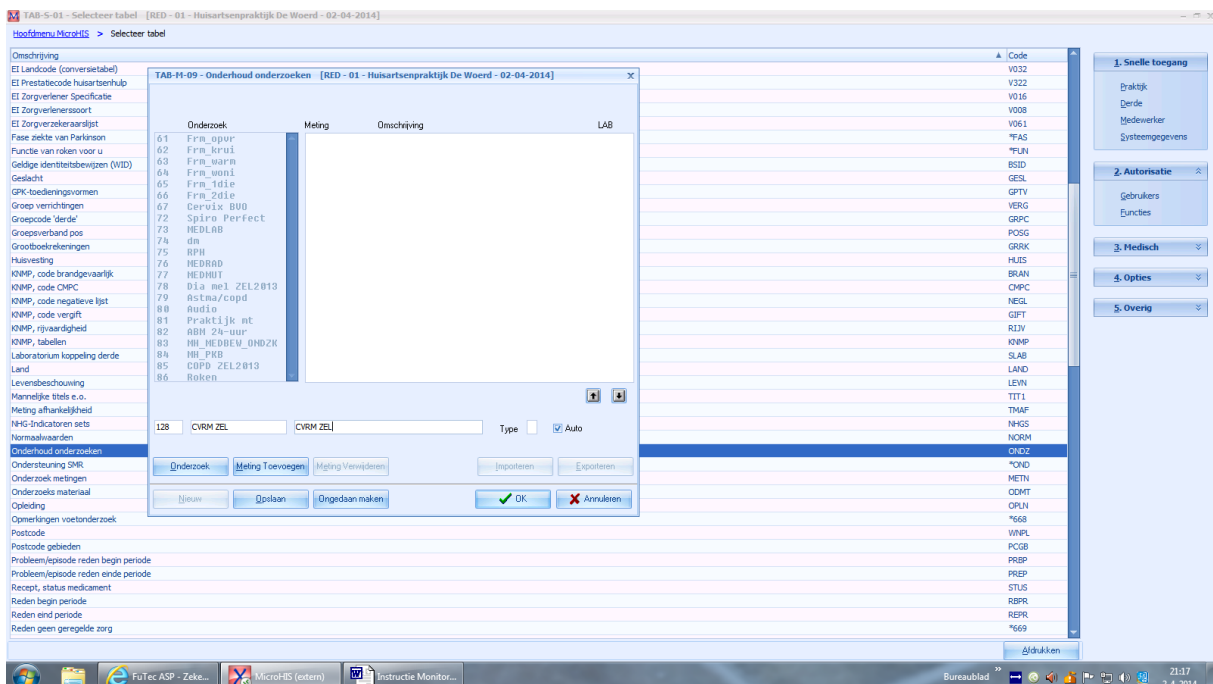 TAB-S-01 - Selecteer tabel [RED - 01 - Huisartsenpraktijk De Woerd - 02-04-2014]
Hoofdmenu MicroHIS > Selecteer tabel
Omschrijving Code
EI Landcode (conversietabel) V032
EI Prestatiecode huisartsenhulp V322
EI Zorgverlener Specificatie V016
EI Zorgverlenerssoort V008
EI Zorgverzekeraarslijst V061
Fase ziekte van Parkinson *FAS
Functie van roken voor u *FUN
Geldige identiteitsbewijzen (WID) BSID
Geslacht GESL
GPK-toedieningsvormen GPTV
Groep verrichtingen VERG
Groepcode 'derde' GRPC
Groepsverband pos POSG
Grootboekrekeningen GRRK
Huisvesting HUIS
KNMP, code brandgevaarlijk BRAN
KNMP, code CMPC CMPC
KNMP, code negatieve lijst NEGL
KNMP, code vergift GIFT
KNMP, rijvaardigheid RIJV
KNMP, tabellen KNMP
Laboratorium koppeling derde SLAB
Land LAND
Levensbeschouwing LEVN
Mannelijke titels e.o. TIT1
Meting afhankelijkheid TMAF
NHG-Indicatoren sets NHGS
Normaalwaarden NORM
Onderhoud onderzoeken ONDZ
Ondersteuning SMR *OND
Onderzoek metingen METN
Onderzoeks materiaal ODMT
Opleiding OPLN
Opmerkingen voetonderzoek *668
Postcode WNPL
Postcode gebieden PCGB
Probleem/episode reden begin periode PRBP
Probleem/episode reden einde periode PREP
Recept, status medicament STUS
Reden begin periode RBPR
Reden eind periode REPR
Reden geen geregelde zorg *669
TAB-M-09 - Onderhoud onderzoeken [RED - 01 - Huisartsenpraktijk De Woerd - 02-04-2014] x
Onderzoek Meting Omschrijving LAB
61 Frm_opvr
62 Frm_krui
63 Frm_warm
64 Frm_woni
65 Frm_1die
66 Frm_2die
67 Cervix BVO
72 Spiro Perfect
73 MEDLAB
74 dm
75 RPH
76 MEDRAD
77 MEDMUT
78 Dia mel ZEL2013
79 Astma/copd
80 Audio
81 Praktijk mt
82 ABM 24-uur
83 MH_MEDBEW_ONDZK
84 MH_PKB
85 COPD ZEL2013
86 Roken
128 CVRM ZEL CVRM ZEL Type Auto
Onderzoek Meting Toevoegen Meting Verwijderen Importeren Exporteren
Nieuw Opslaan Ongedaan maken OK Annuleren
1. Snelle toegang
Praktijk
Derde
Medewerker
Systeemgegevens
2. Autorisatie
Gebruikers
Functies
3. Medisch
4. Opties
5. Overig
Afdrukken
FuTec ASP - Zeke... MicroHIS (extern) Instructie Monitor... Bureaublad 21:17
2-4-2014